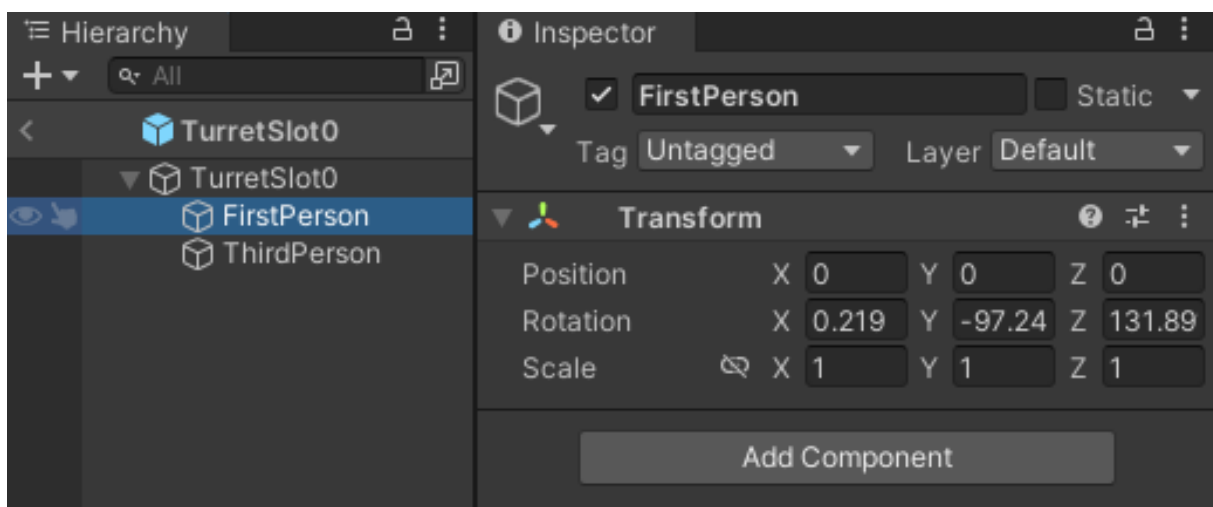 Hierarchy
All
TurretSlot0
TurretSlot0
FirstPerson
ThirdPerson
Inspector
FirstPerson Static
Tag Untagged Layer Default
Transform
Position X 0 Y 0 Z 0
Rotation X 0.219 Y -97.24 Z 131.89
Scale X 1 Y 1 Z 1
Add Component